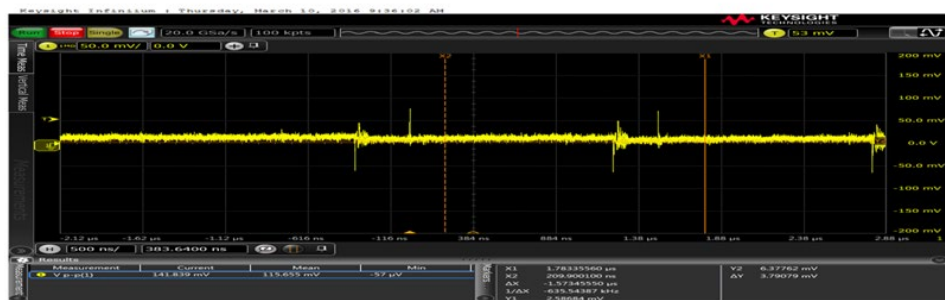 Keysight Infiniium : Thursday, March 10, 2016 9:36:02 AM
Run Stop Single 20.0 GSa/s 100 kpts T 53 mV
KEYSIGHT
TECHNOLOGIES
50.0 mV/ 0.0 V
Time Meas
Vertical Meas
Measurements
X2 X1
200 mV
150 mV
100 mV
50.0 mV
0.0 V
-50.0 mV
-100 mV
-150 mV
-200 mV
-2.12 µs -1.62 µs -1.12 µs -616 ns -116 ns 384 ns 884 ns 1.38 µs 1.88 µs 2.38 µs 2.88 µs
H 500 ns/ 383.6400 ns
Results
Measurement Current Mean Min
V p-p(1) 141.839 mV 115.655 mV -57 µV
Markers
X1 1.78335560 µs Y2 6.37762 mV
X2 209.900100 ns ΔY 3.79079 mV
ΔX -1.57345550 µs
1/ΔX -635.54387 kHz
Y1 2.58684 mV